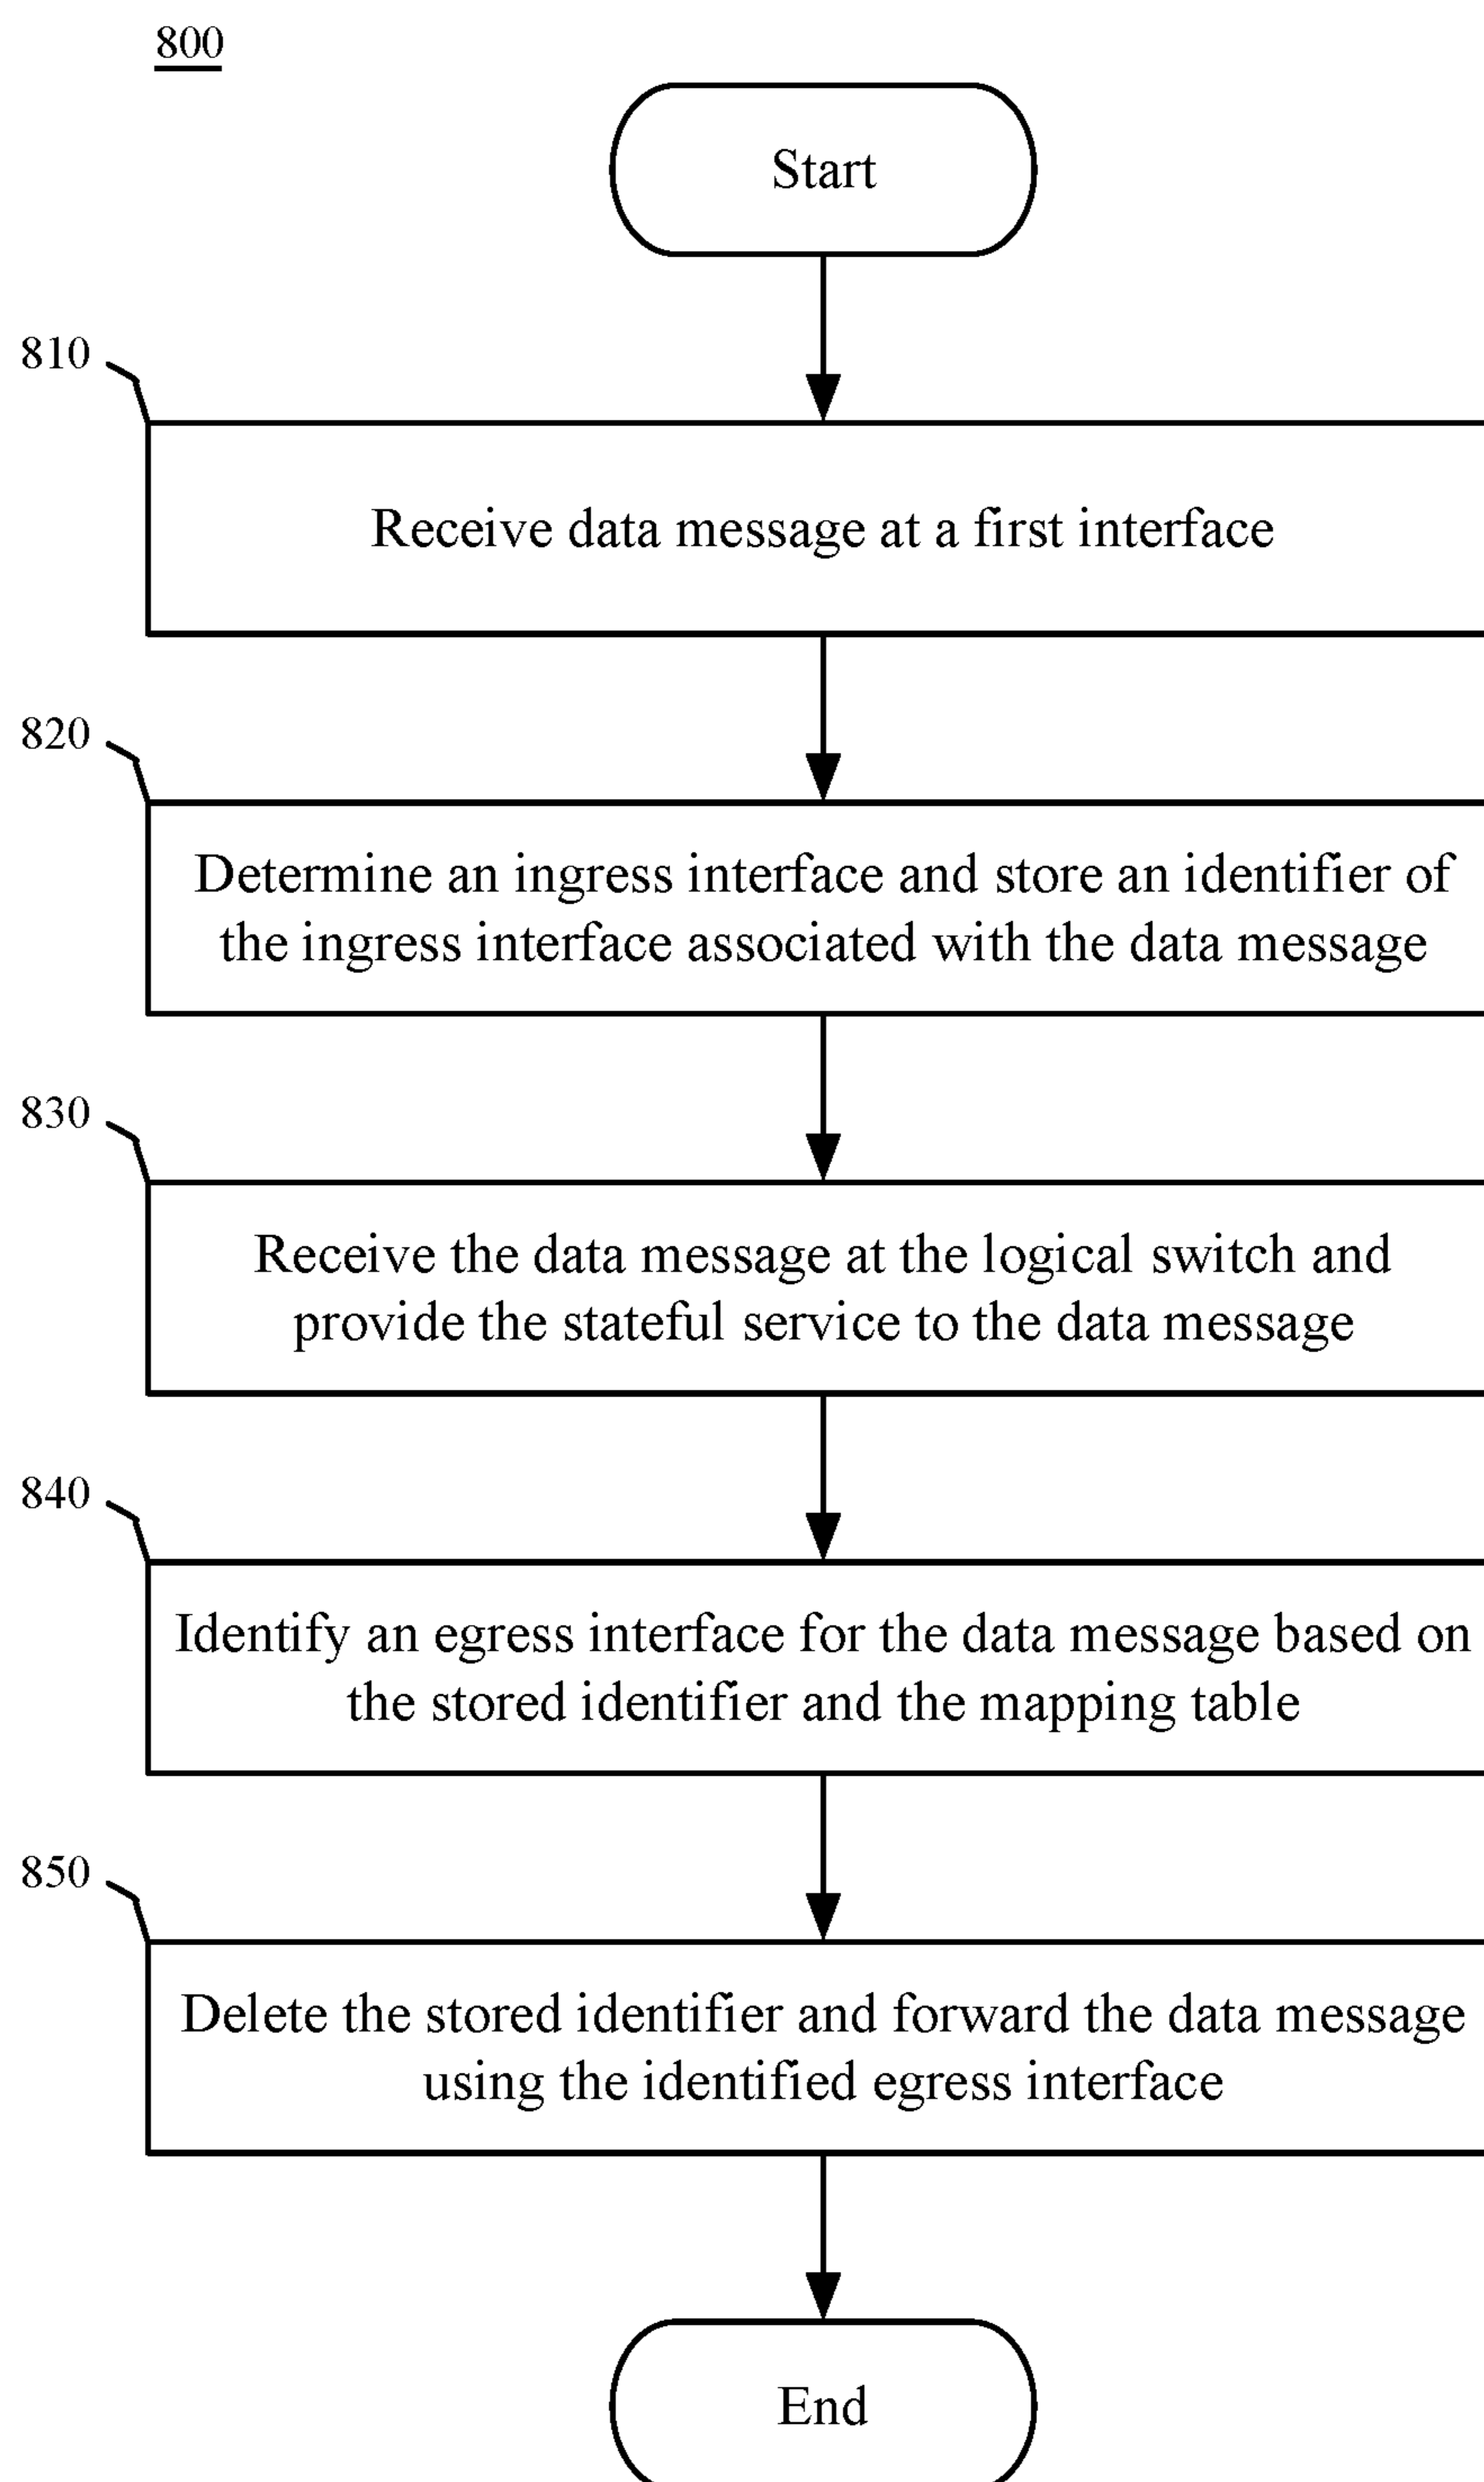 800
Start
810
Receive data message at a first interface
820
Determine an ingress interface and store an identifier of
the ingress interface associated with the data message
830
Receive the data message at the logical switch and
provide the stateful service to the data message
840
Identify an egress interface for the data message based on
the stored identifier and the mapping table
850
Delete the stored identifier and forward the data message
using the identified egress interface
End